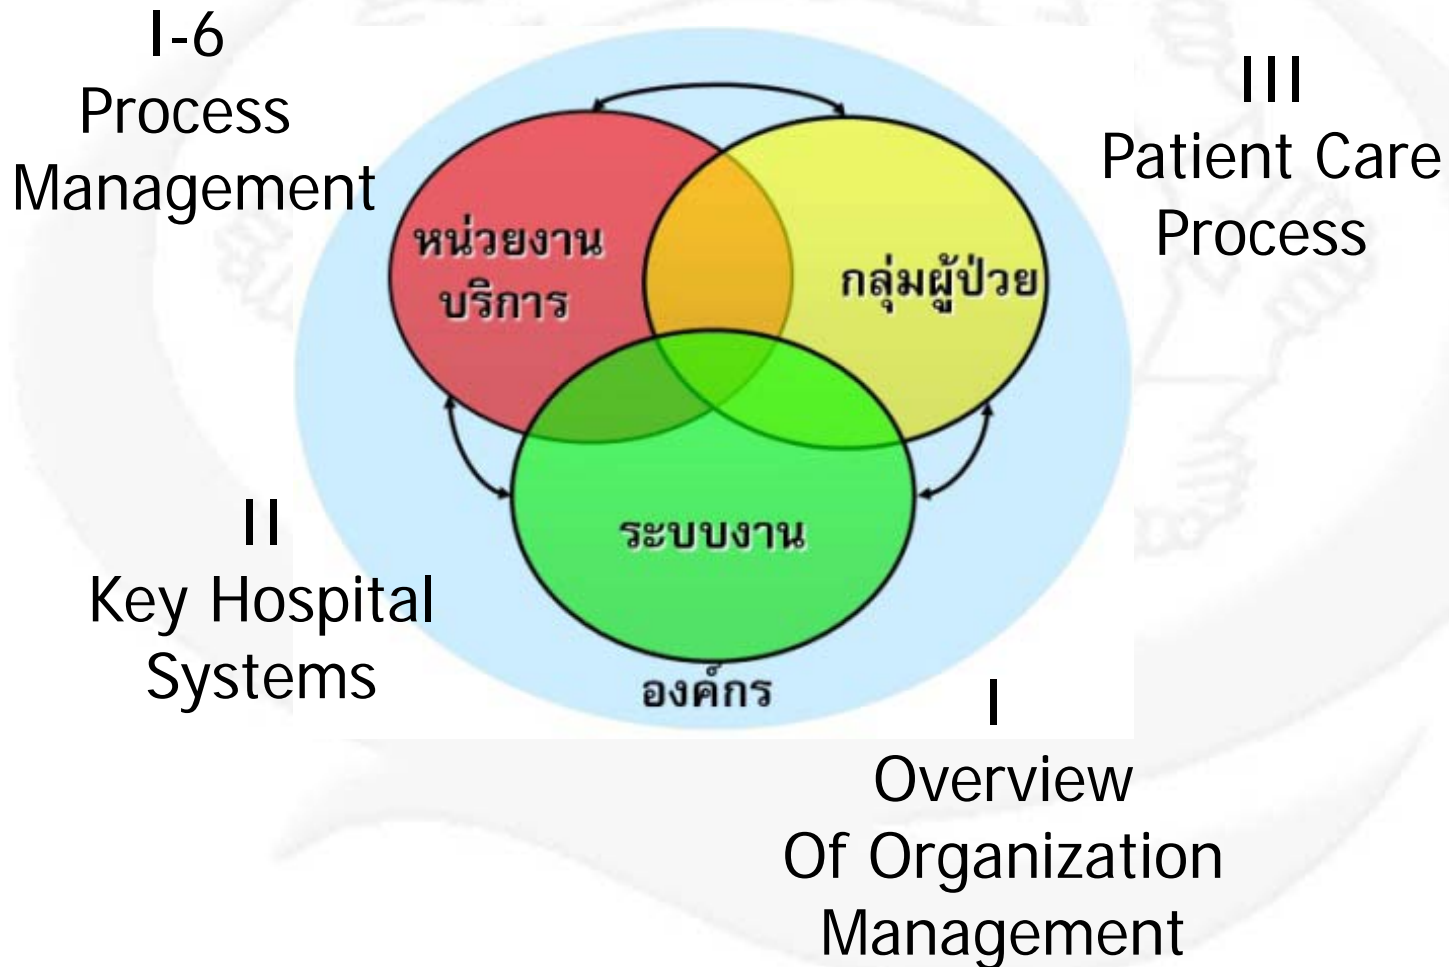 I-6
Process
Management
III
Patient Care
Process
หน่วยงาน
บริการ
กลุ่มผู้ป่วย
ระบบงาน
II
Key Hospital
Systems
องค์กร
I
Overview
Of Organization
Management